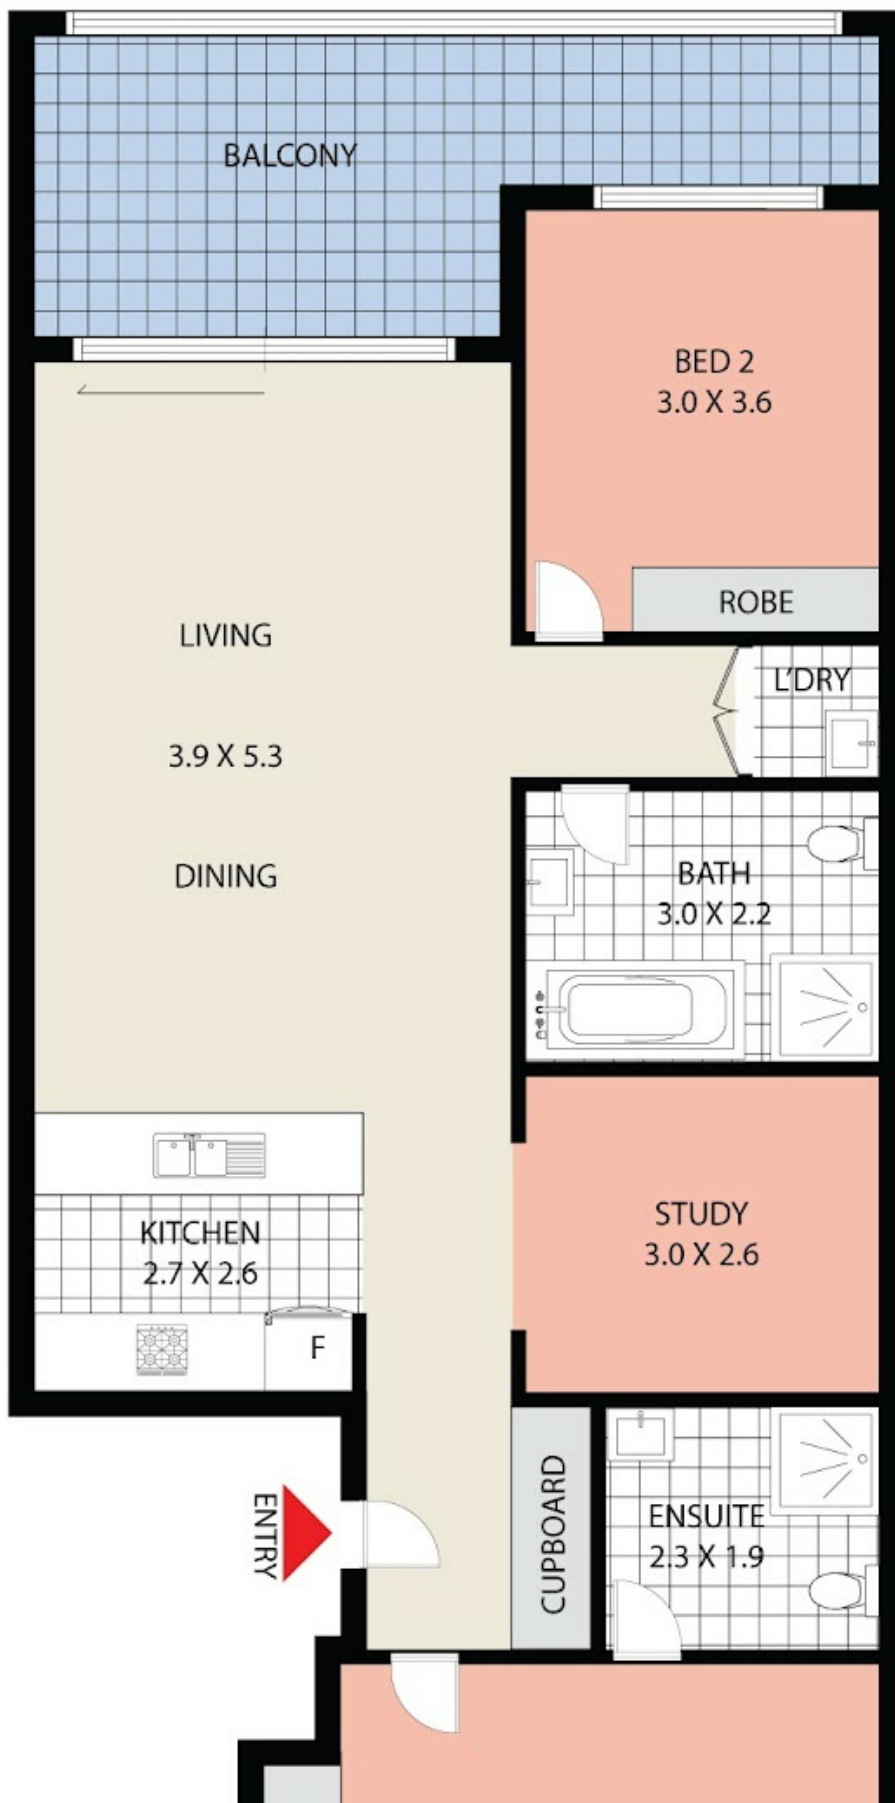 BALCONY
BED 2
3.0 X 3.6
ROBE
LIVING
L'DRY
3.9 X 5.3
DINING
BATH
3.0 X 2.2
STUDY
3.0 X 2.6
KITCHEN
2.7 X 2.6
F
ENTRY
CUPBOARD
ENSUITE
2.3 X 1.9